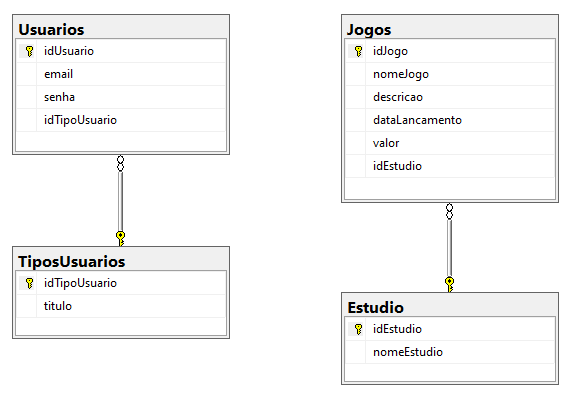 Usuarios
idUsuario
email
senha
idTipoUsuario
TiposUsuarios
idTipoUsuario
titulo
Jogos
idJogo
nomeJogo
descricao
dataLancamento
valor
idEstudio
Estudio
idEstudio
nomeEstudio